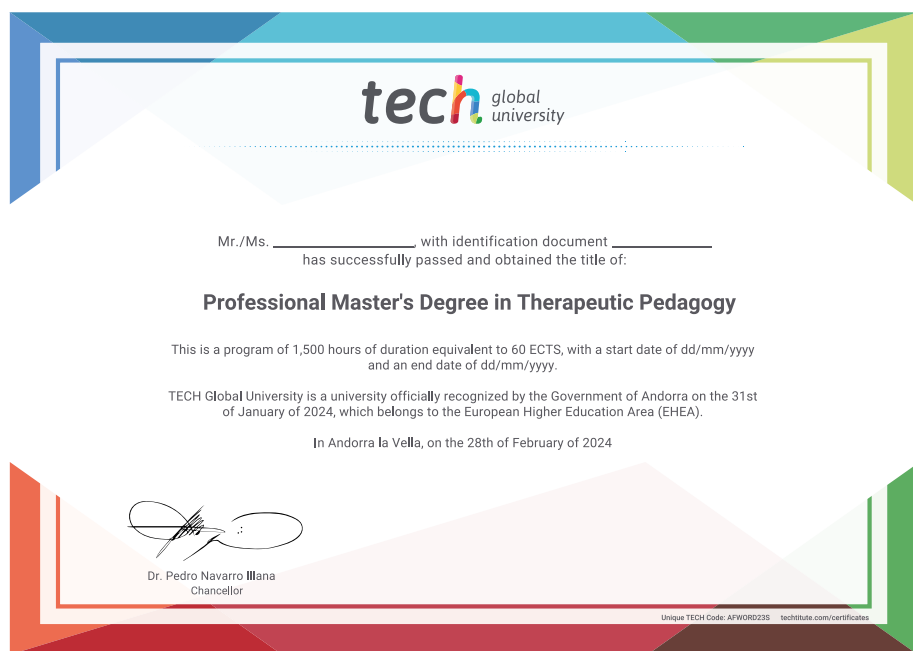 tech global university
Mr./Ms. ____________, with identification document ____________
has successfully passed and obtained the title of:
Professional Master's Degree in Therapeutic Pedagogy
This is a program of 1,500 hours of duration equivalent to 60 ECTS, with a start date of dd/mm/yyyy
and an end date of dd/mm/yyyy.
TECH Global University is a university officially recognized by the Government of Andorra on the 31st
of January of 2024, which belongs to the European Higher Education Area (EHEA).
In Andorra la Vella, on the 28th of February of 2024
Dr. Pedro Navarro Illana
Chancellor
Unique TECH Code: AFWORD23S techtitute.com/certificates